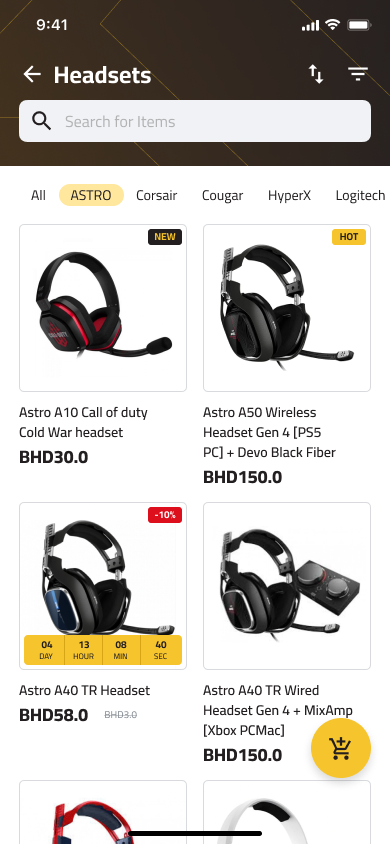 9:41
Headsets
Search for Items
All ASTRO Corsair Cougar HyperX Logitech
NEW
HOT
Astro A10 Call of duty
Cold War headset
BHD30.0
Astro A50 Wireless
Headset Gen 4 [PS5
PC] + Devo Black Fiber
BHD150.0
-10%
04 13 08 40
DAY HOUR MIN SEC
Astro A40 TR Headset
BHD58.0 BHD3.0
Astro A40 TR Wired
Headset Gen 4 + MixAmp
[Xbox PCMac]
BHD150.0